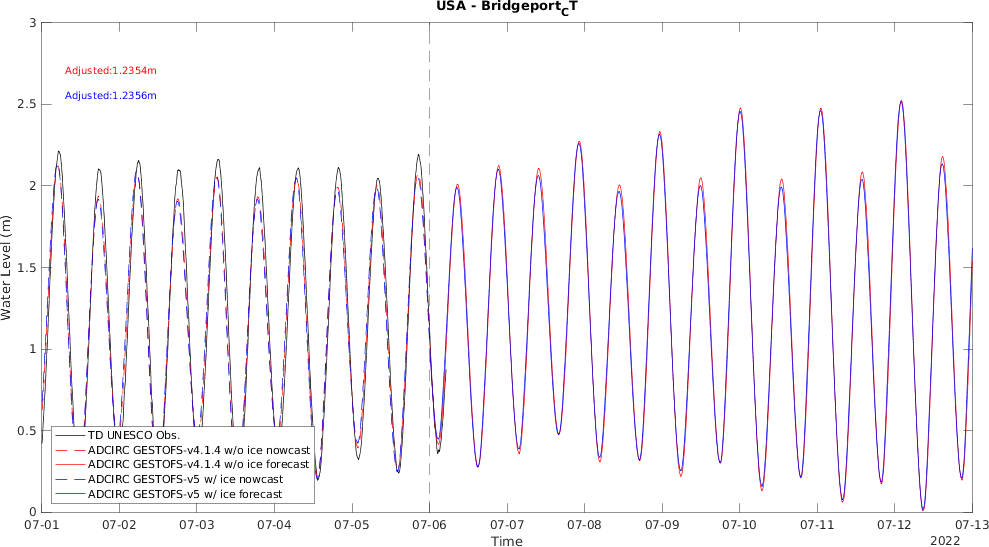 USA - BridgeportCT
3
Adjusted:1.2354m
2.5
Adjusted:1.2356m
2
1.5
Water Level (m)
1
0.5
TD UNESCO Obs.
ADCIRC GESTOFS-v4.1.4 w/o ice nowcast
ADCIRC GESTOFS-v4.1.4 w/o ice forecast
ADCIRC GESTOFS-v5 w/ ice nowcast
ADCIRC GESTOFS-v5 w/ ice forecast
0
07-01 07-02 07-03 07-04 07-05 07-06 07-07 07-08 07-09 07-10 07-11 07-12 07-13
Time
2022